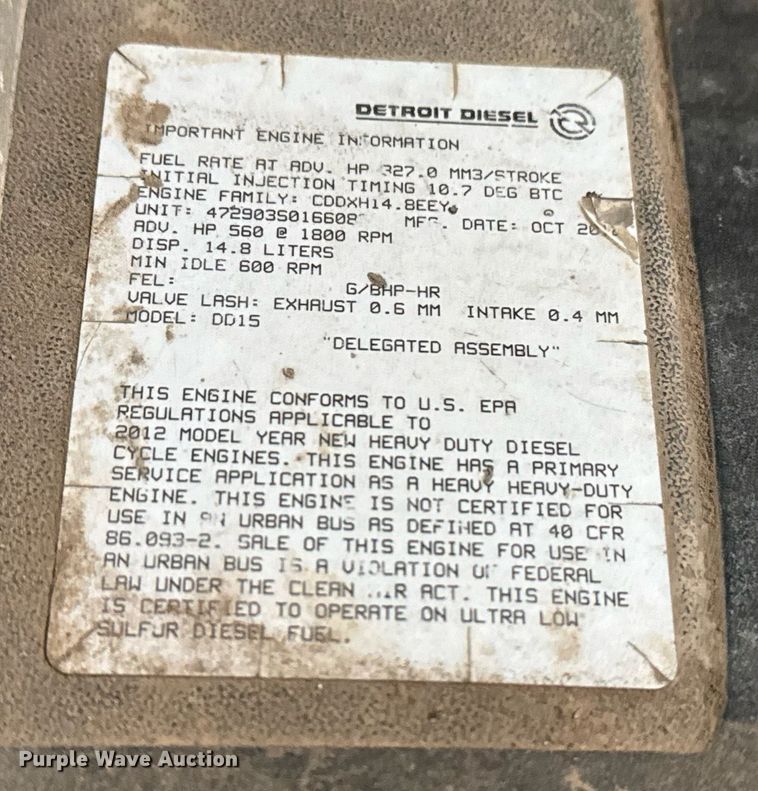 DETROIT DIESEL
IMPORTANT ENGINE INFORMATION
FUEL RATE AT ADV. HP 327.0 MM3/STROKE
INITIAL INJECTION TIMING 10.7 DEG BTC
ENGINE FAMILY: CDDXH14.8EEY
UNIT: 472903S016608 MFG. DATE: OCT
ADV. HP 560 @ 1800 RPM
DISP. 14.8 LITERS
MIN IDLE 600 RPM
FEL: G/BHP-HR
VALVE LASH: EXHAUST 0.6 MM INTAKE 0.4 MM
MODEL: DD15
"DELEGATED ASSEMBLY"
THIS ENGINE CONFORMS TO U.S. EPA
REGULATIONS APPLICABLE TO
2012 MODEL YEAR NEW HEAVY DUTY DIESEL
CYCLE ENGINES. THIS ENGINE HAS A PRIMARY
SERVICE APPLICATION AS A HEAVY HEAVY-DUTY
ENGINE. THIS ENGINE IS NOT CERTIFIED FOR
USE IN AN URBAN BUS AS DEFINED AT 40 CFR
86.093-2. SALE OF THIS ENGINE FOR USE IN
AN URBAN BUS IS A VIOLATION OF FEDERAL
LAW UNDER THE CLEAN AIR ACT. THIS ENGINE
IS CERTIFIED TO OPERATE ON ULTRA LOW
SULFUR DIESEL FUEL.
Purple Wave Auction